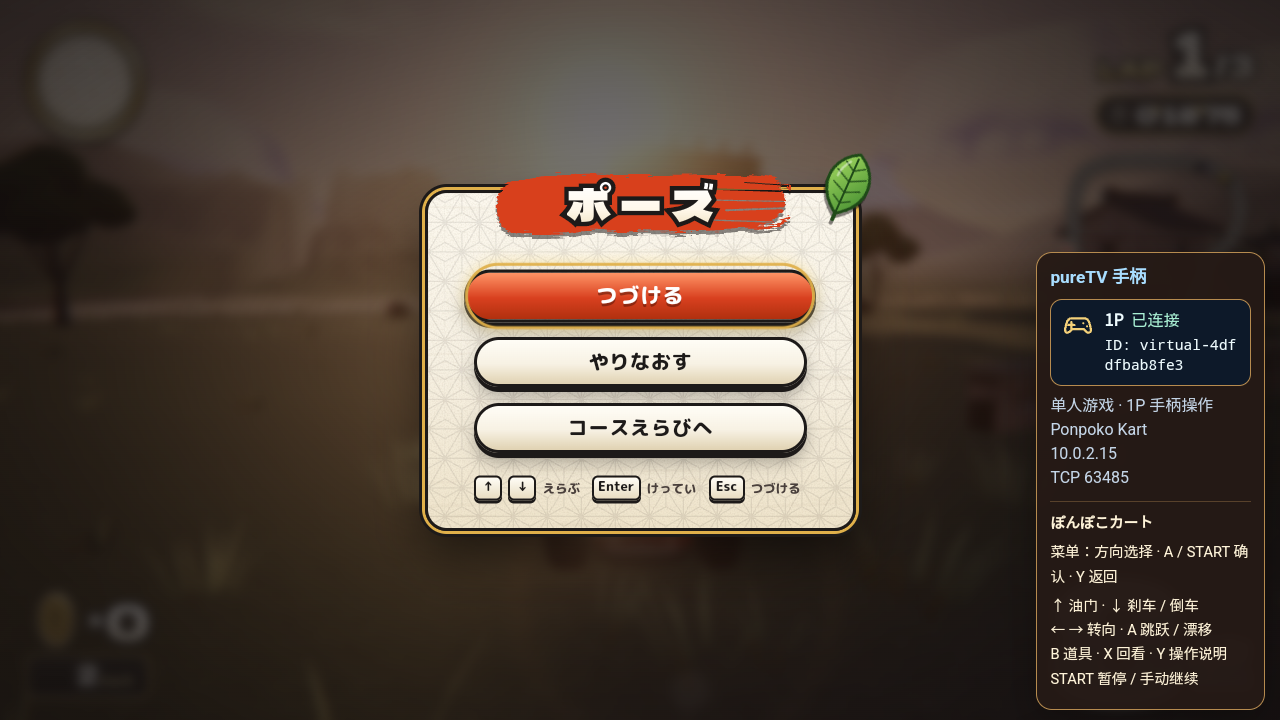 ポーズ
つづける
やりなおす
コースえらびへ
↑ ↓ えらぶ Enter けってい Esc つづける
1
pureTV 手柄
1P 已连接
ID: virtual-4df
dfbab8fe3
单人游戏 · 1P 手柄操作
Ponpoko Kart
10.0.2.15
TCP 63485
ぽんぽこカート
菜单：方向选择 · A / START 确
认 · Y 返回
↑ 油门 · ↓ 刹车 / 倒车
← → 转向 · A 跳跃 / 漂移
B 道具 · X 回看 · Y 操作说明
START 暂停 / 手动继续